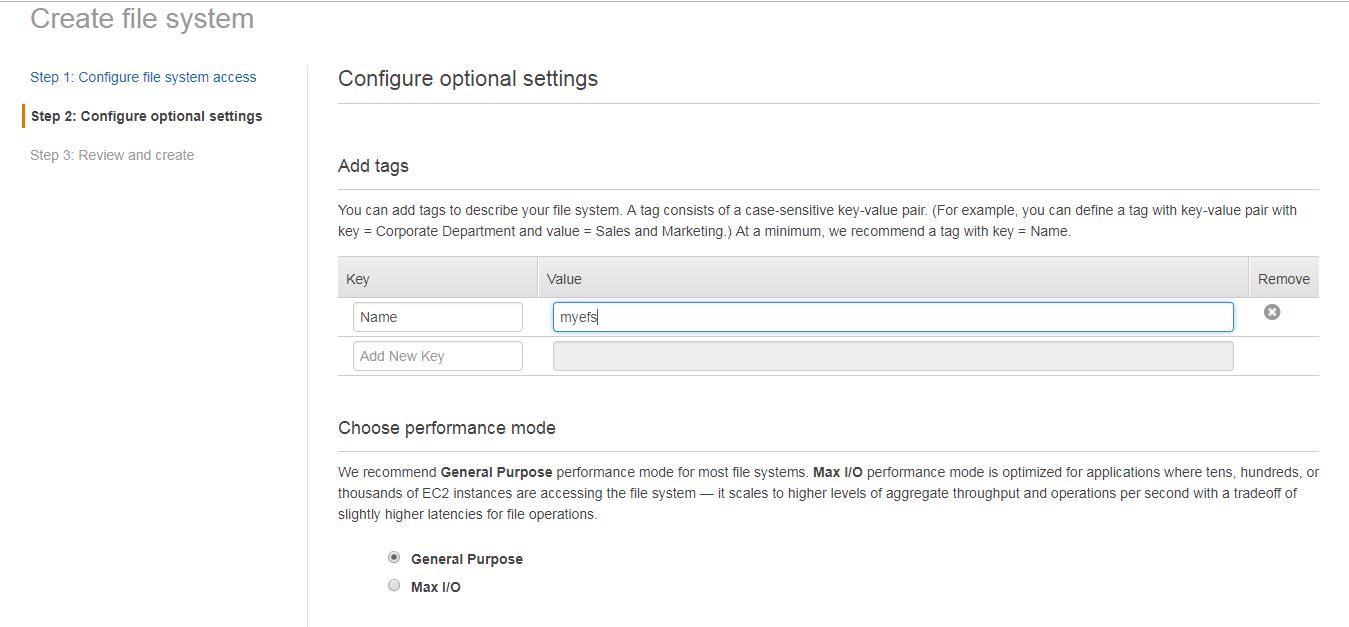 Create file system
Step 1: Configure file system access
Step 2: Configure optional settings
Step 3: Review and create
Configure optional settings
Add tags
You can add tags to describe your file system. A tag consists of a case-sensitive key-value pair. (For example, you can define a tag with key-value pair with
key = Corporate Department and value = Sales and Marketing.) At a minimum, we recommend a tag with key = Name.
Key Value Remove
Name myefs
Add New Key
Choose performance mode
We recommend General Purpose performance mode for most file systems. Max I/O performance mode is optimized for applications where tens, hundreds, or
thousands of EC2 instances are accessing the file system — it scales to higher levels of aggregate throughput and operations per second with a tradeoff of
slightly higher latencies for file operations.
General Purpose
Max I/O